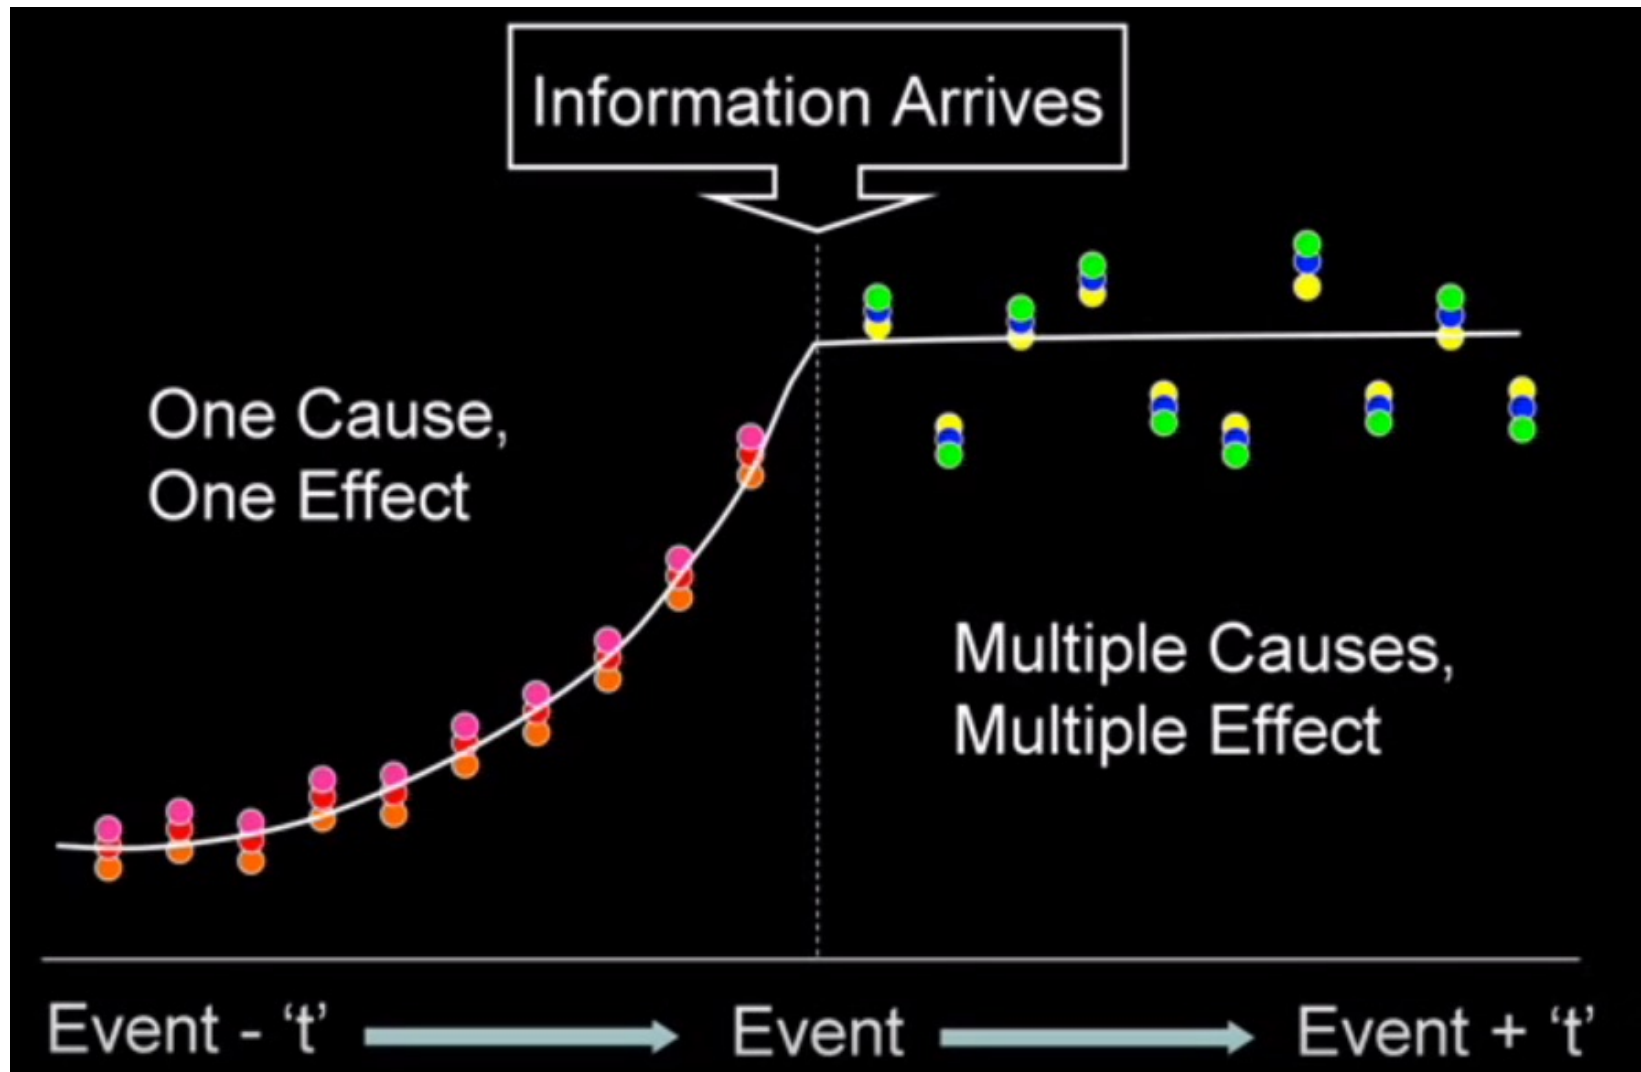 Information Arrives
One Cause,
One Effect
Multiple Causes,
Multiple Effect
Event - ‘t’
Event
Event + ‘t’